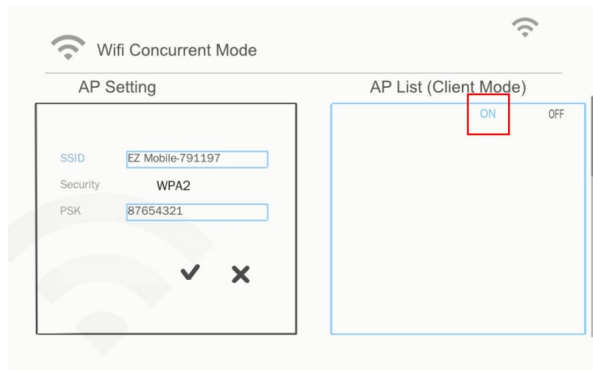 Wifi Concurrent Mode
AP Setting
AP List (Client Mode)
ON OFF
SSID EZ Mobile-791197
Security WPA2
PSK 87654321